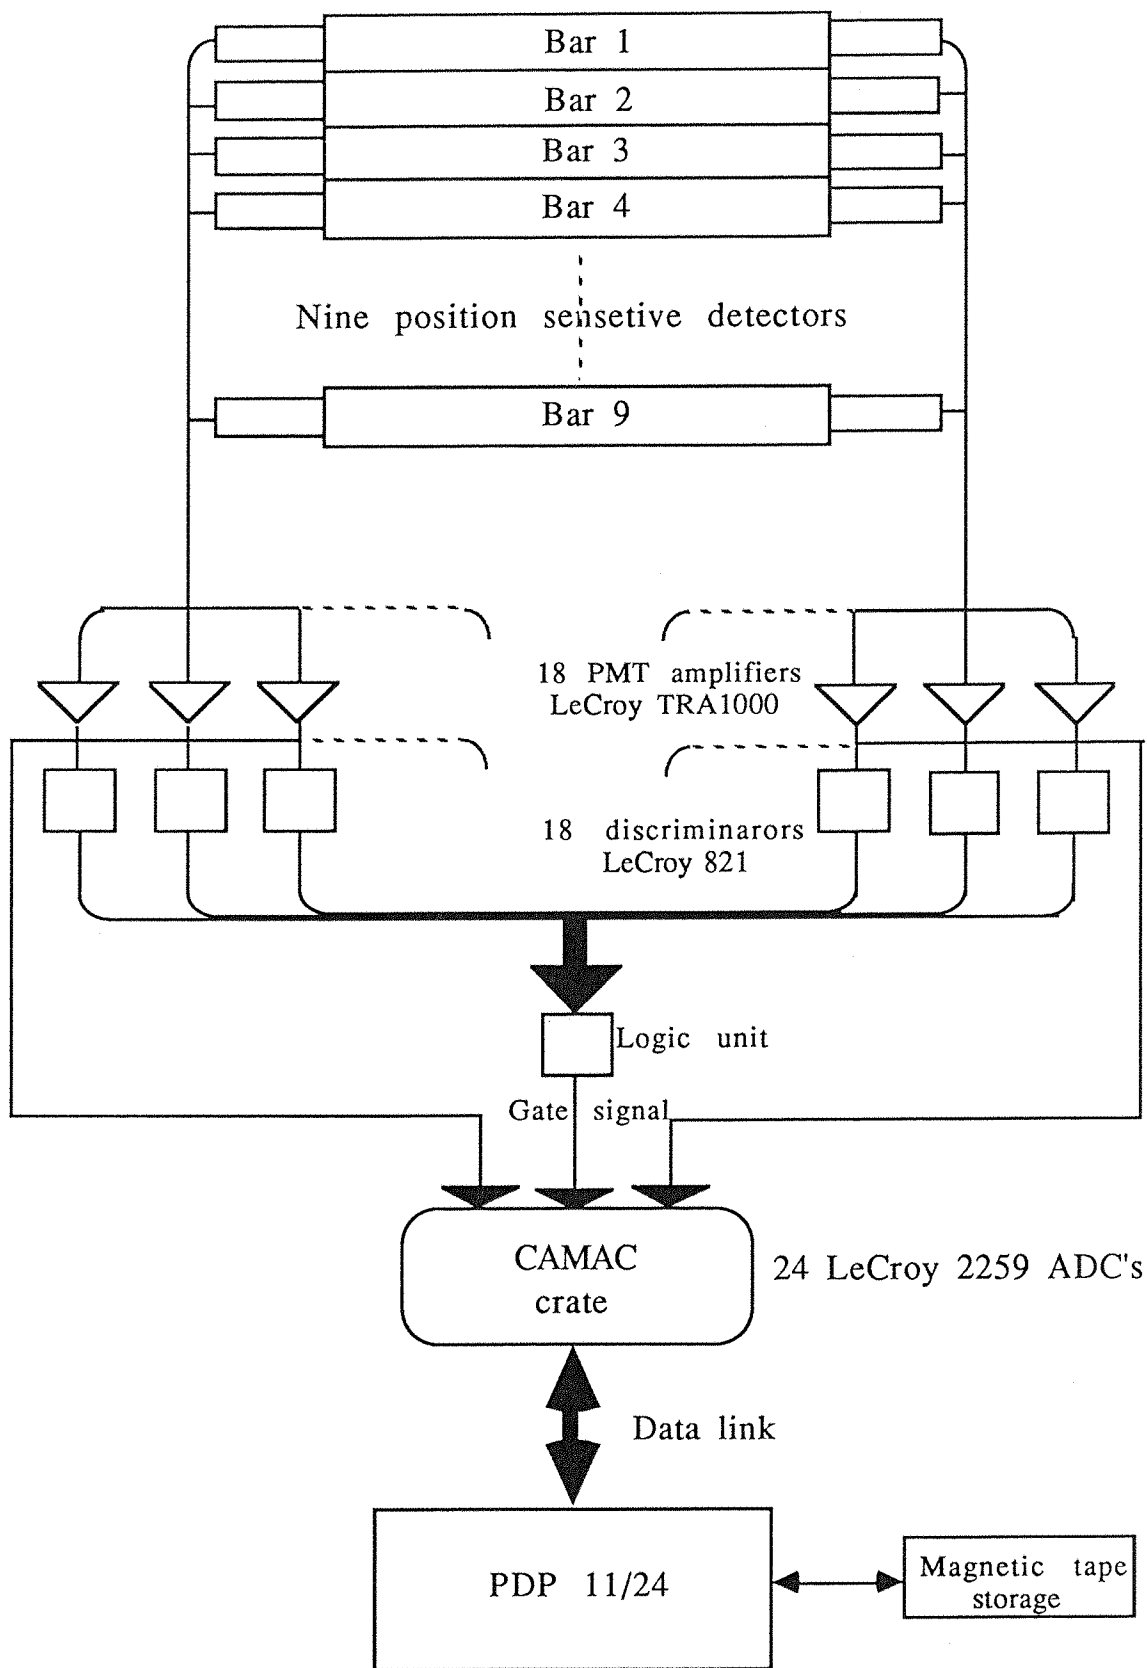 Bar 1
Bar 2
Bar 3
Bar 4
Nine position sensetive detectors
Bar 9
18 PMT amplifiers
LeCroy TRA1000
18 discriminarors
LeCroy 821
Logic unit
Gate signal
CAMAC
crate
24 LeCroy 2259 ADC's
Data link
PDP 11/24
Magnetic tape
storage